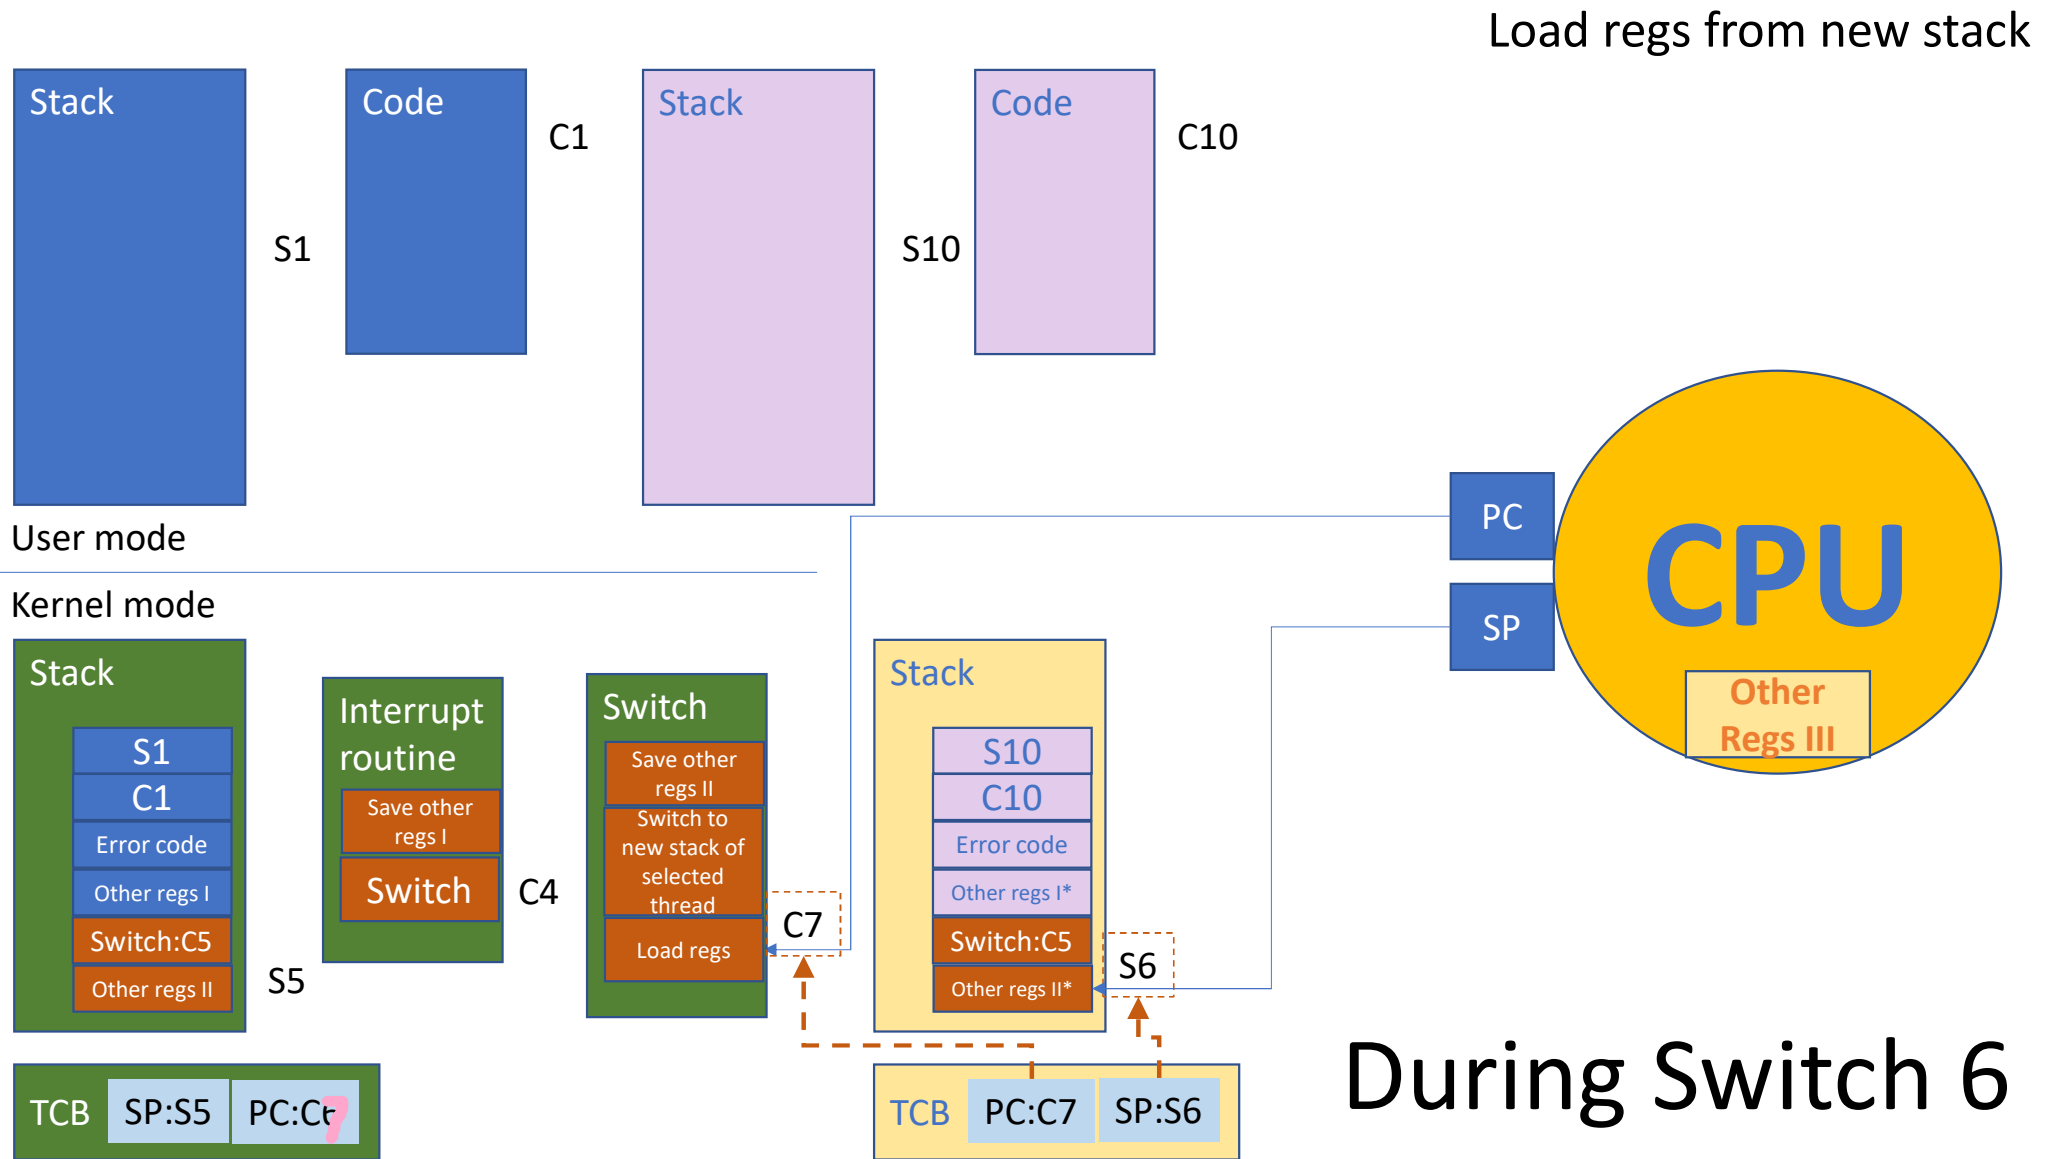 Load regs from new stack
Stack
Code
C1
S1
Stack
Code
C10
S10
User mode
Kernel mode
PC
SP
CPU
Other
Regs III
Stack
S1
C1
Error code
Other regs I
Switch:C5
Other regs II
S5
Interrupt
routine
Save other
regs I
Switch
C4
Switch
Save other
regs II
Switch to
new stack of
selected
thread
Load regs
C7
Stack
S10
C10
Error code
Other regs I*
Switch:C5
Other regs II*
S6
TCB
SP:S5
PC:C7
TCB
PC:C7
SP:S6
During Switch 6